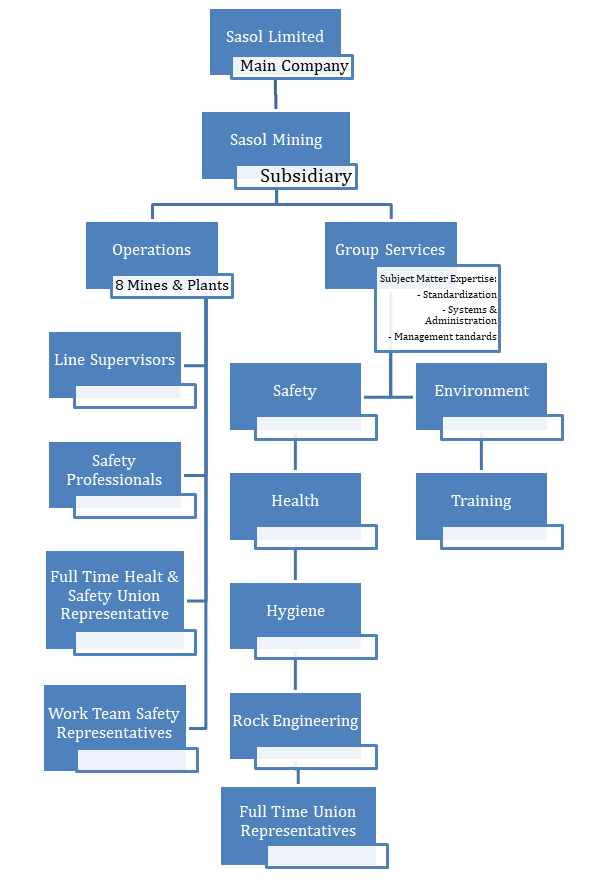 Sasol Limited
Main Company
Sasol Mining
Subsidiary
Operations
8 Mines & Plants
Group Services
Subject Matter Expertise:
- Standardization
- Systems &
Administration
- Management tandards
Line Supervisors
Safety
Professionals
Full Time Healt &
Safety Union
Representative
Work Team Safety
Representatives
Safety
Health
Hygiene
Rock Engineering
Full Time Union
Representatives
Environment
Training